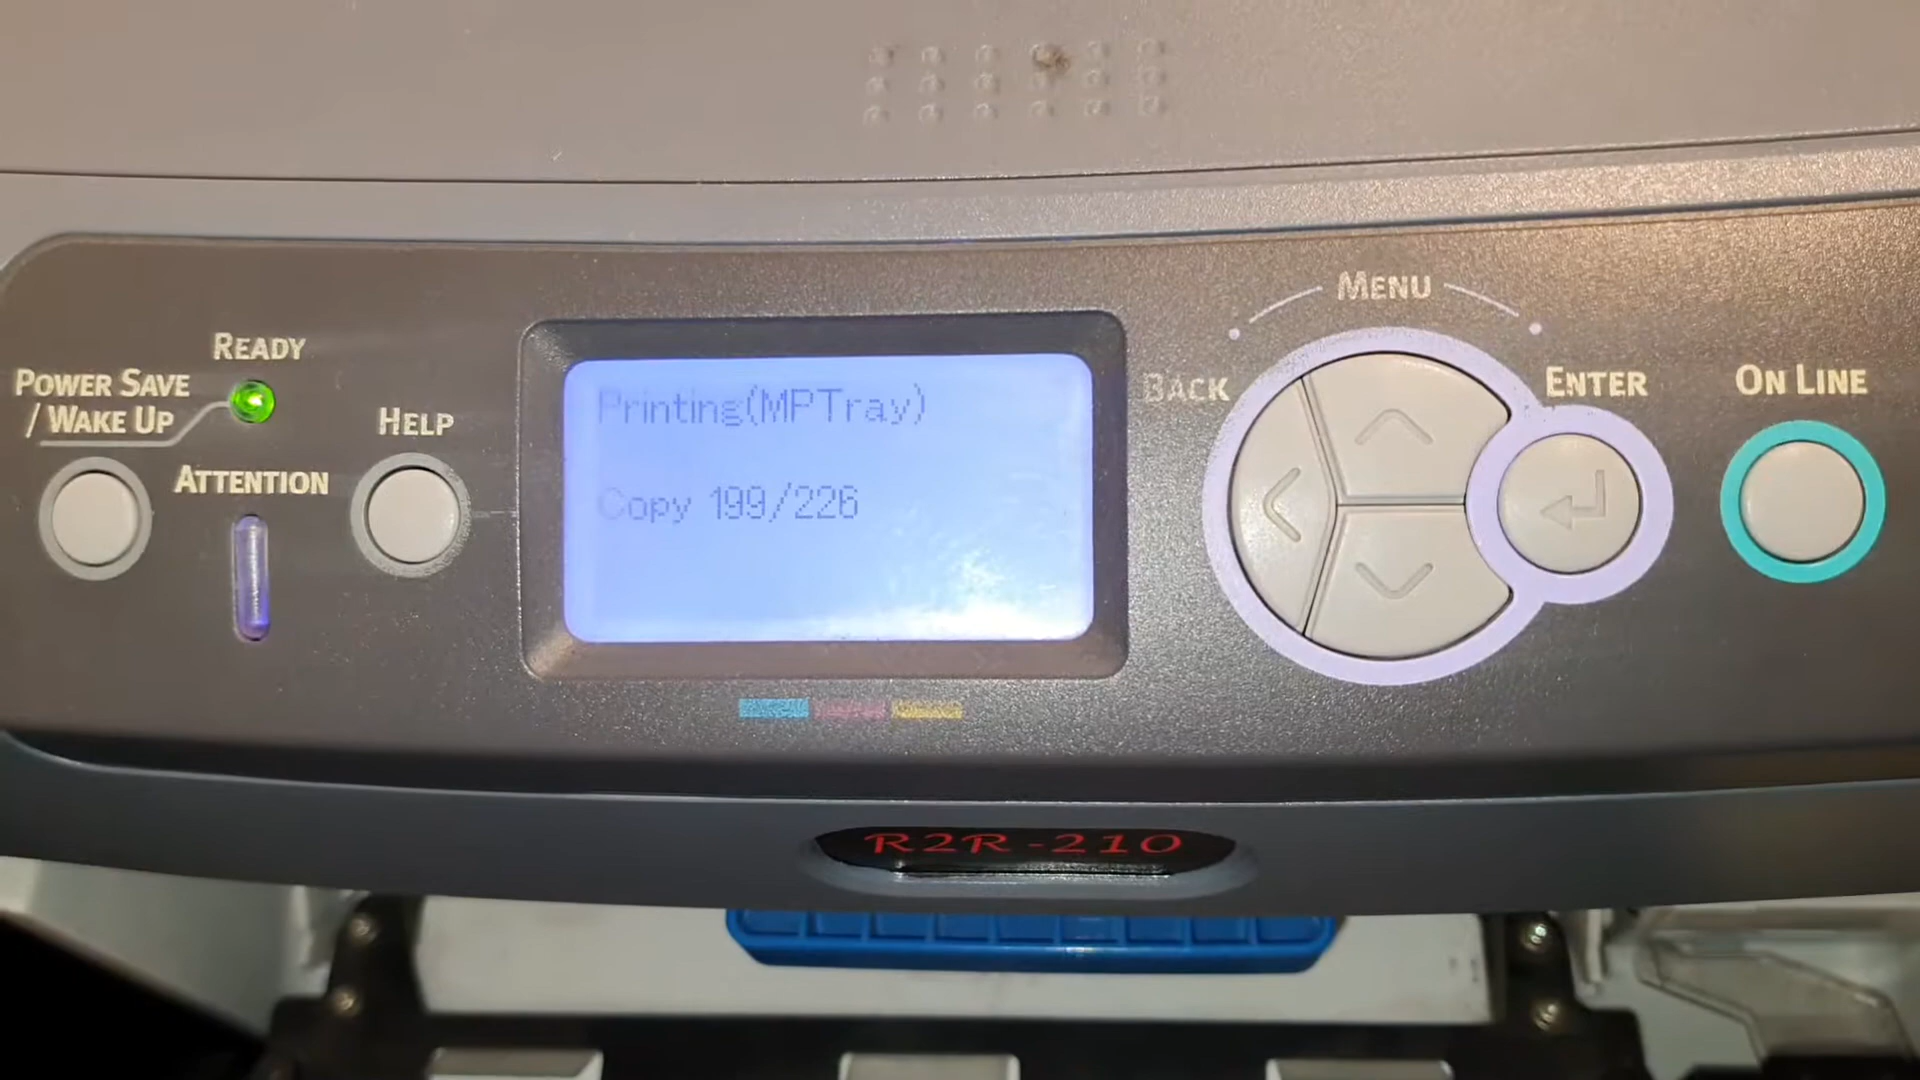 MENU
READY
POWER SAVE
/ WAKE UP
HELP
ATTENTION
Printing(MPTray)
Copy 199/226
BACK
ENTER
ON LINE
R2R-210